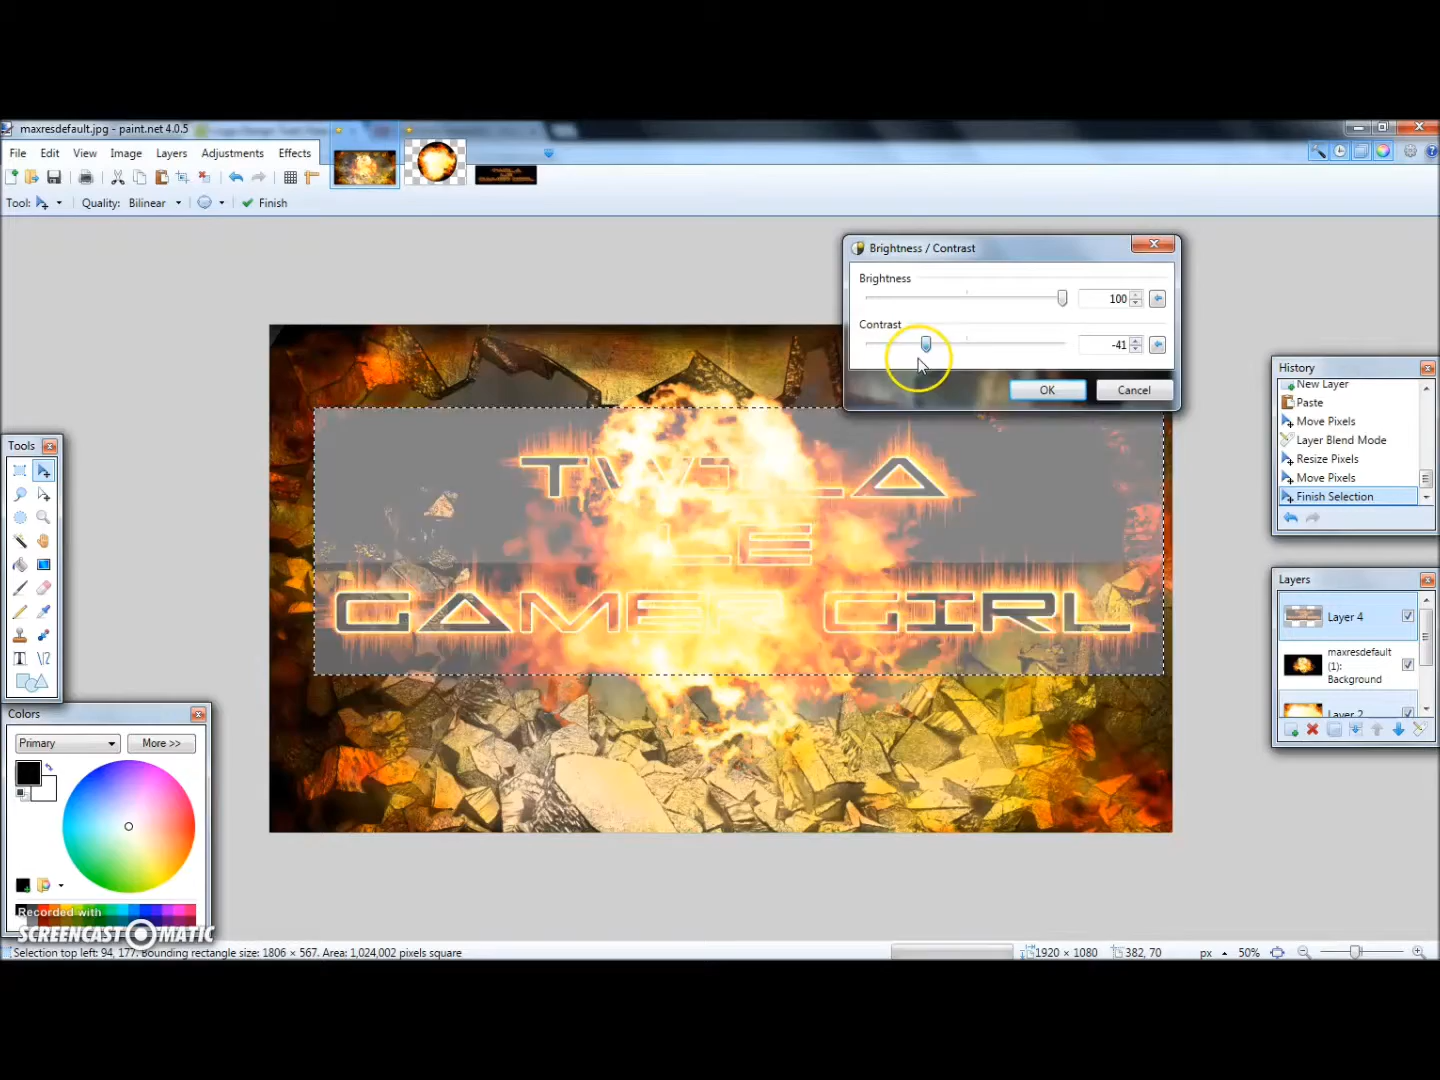 maxresdefault.jpg - paint.net 4.0.5
File Edit View Image Layers Adjustments Effects
Tool: Quality: Bilinear Finish
Brightness / Contrast
Brightness
100
Contrast
-41
OK Cancel
TWILA
LE
GAMER GIRL
History
New Layer
Paste
Move Pixels
Layer Blend Mode
Resize Pixels
Move Pixels
Finish Selection
Tools
Layers
Layer 4
maxresdefault
(1):
Background
Layer 2
Colors
Primary More >>
Recorded with
SCREENCAST-O-MATIC
Selection top left: 94, 177. Bounding rectangle size: 1806 × 567. Area: 1,024,002 pixels square 1920 × 1080 382, 70 px 50%